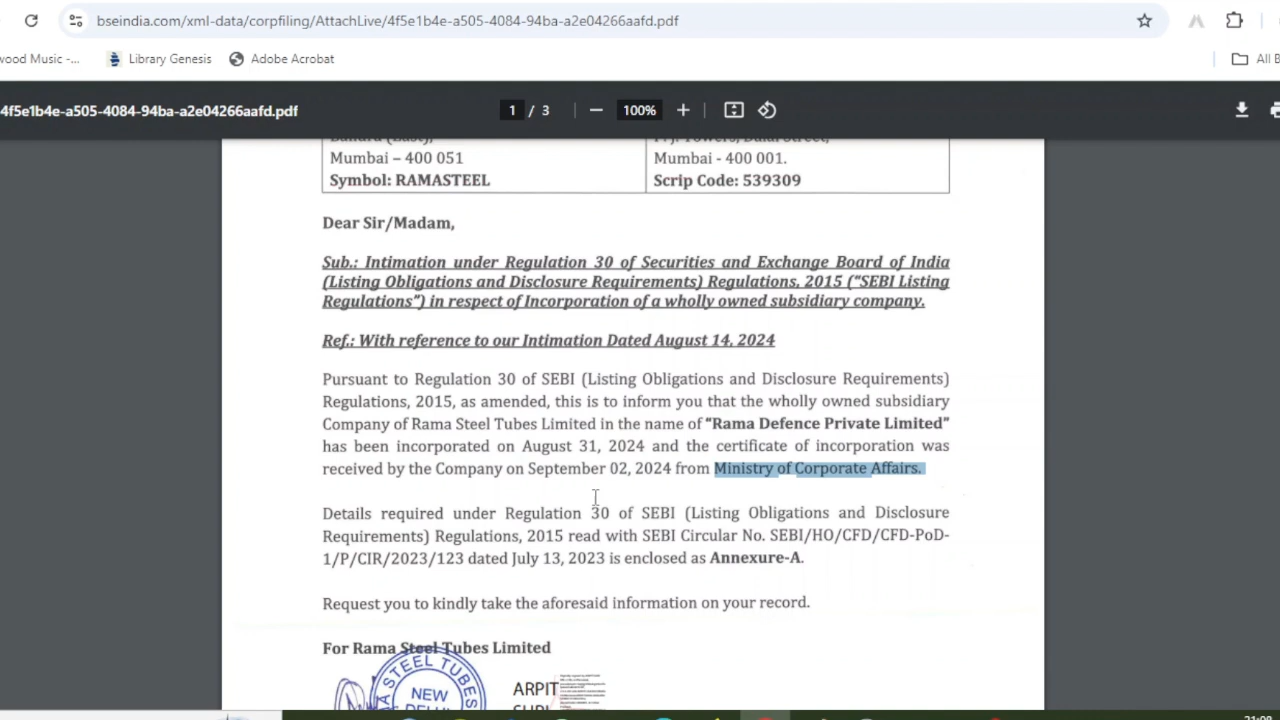 bseindia.com/xml-data/corpfiling/AttachLive/4f5e1b4e-a505-4084-94ba-a2e04266aafd.pdf
wood Music -... Library Genesis Adobe Acrobat All B
4f5e1b4e-a505-4084-94ba-a2e04266aafd.pdf 1 / 3 100%
Mumbai – 400 051 Mumbai - 400 001.
Symbol: RAMASTEEL Scrip Code: 539309
Dear Sir/Madam,
Sub.: Intimation under Regulation 30 of Securities and Exchange Board of India
(Listing Obligations and Disclosure Requirements) Regulations, 2015 (“SEBI Listing
Regulations”) in respect of Incorporation of a wholly owned subsidiary company.
Ref.: With reference to our Intimation Dated August 14, 2024
Pursuant to Regulation 30 of SEBI (Listing Obligations and Disclosure Requirements)
Regulations, 2015, as amended, this is to inform you that the wholly owned subsidiary
Company of Rama Steel Tubes Limited in the name of “Rama Defence Private Limited”
has been incorporated on August 31, 2024 and the certificate of incorporation was
received by the Company on September 02, 2024 from Ministry of Corporate Affairs.
Details required under Regulation 30 of SEBI (Listing Obligations and Disclosure
Requirements) Regulations, 2015 read with SEBI Circular No. SEBI/HO/CFD/CFD-PoD-
1/P/CIR/2023/123 dated July 13, 2023 is enclosed as Annexure-A.
Request you to kindly take the aforesaid information on your record.
For Rama Steel Tubes Limited
STEEL TUBES
NEW
ARPIT